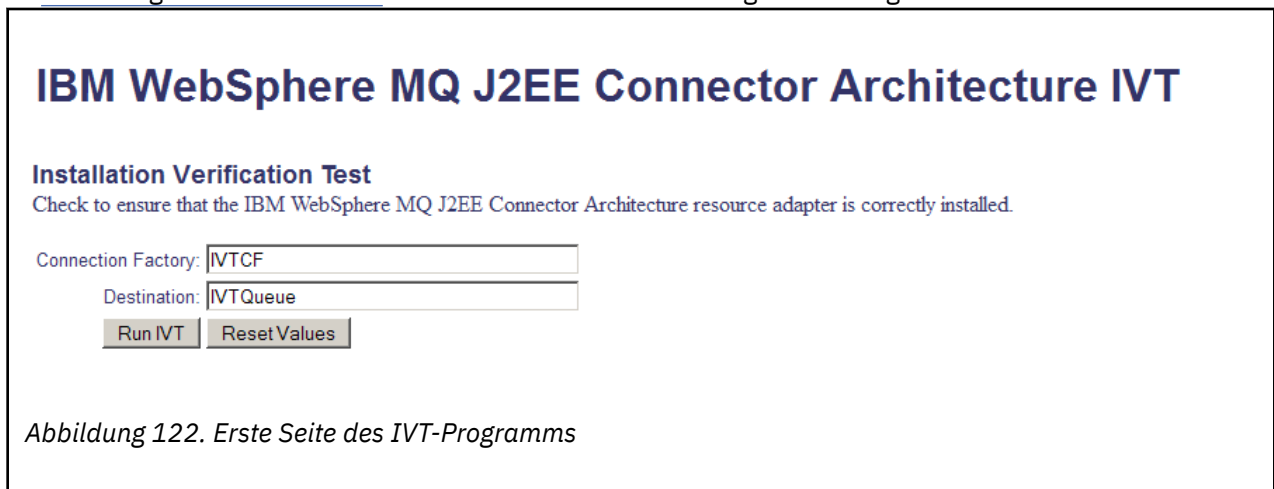 IBM WebSphere MQ J2EE Connector Architecture IVT
Installation Verification Test
Check to ensure that the IBM WebSphere MQ J2EE Connector Architecture resource adapter is correctly installed.
Connection Factory: IVTCF
Destination: IVTQueue
Run IVT Reset Values
Abbildung 122. Erste Seite des IVT-Programms